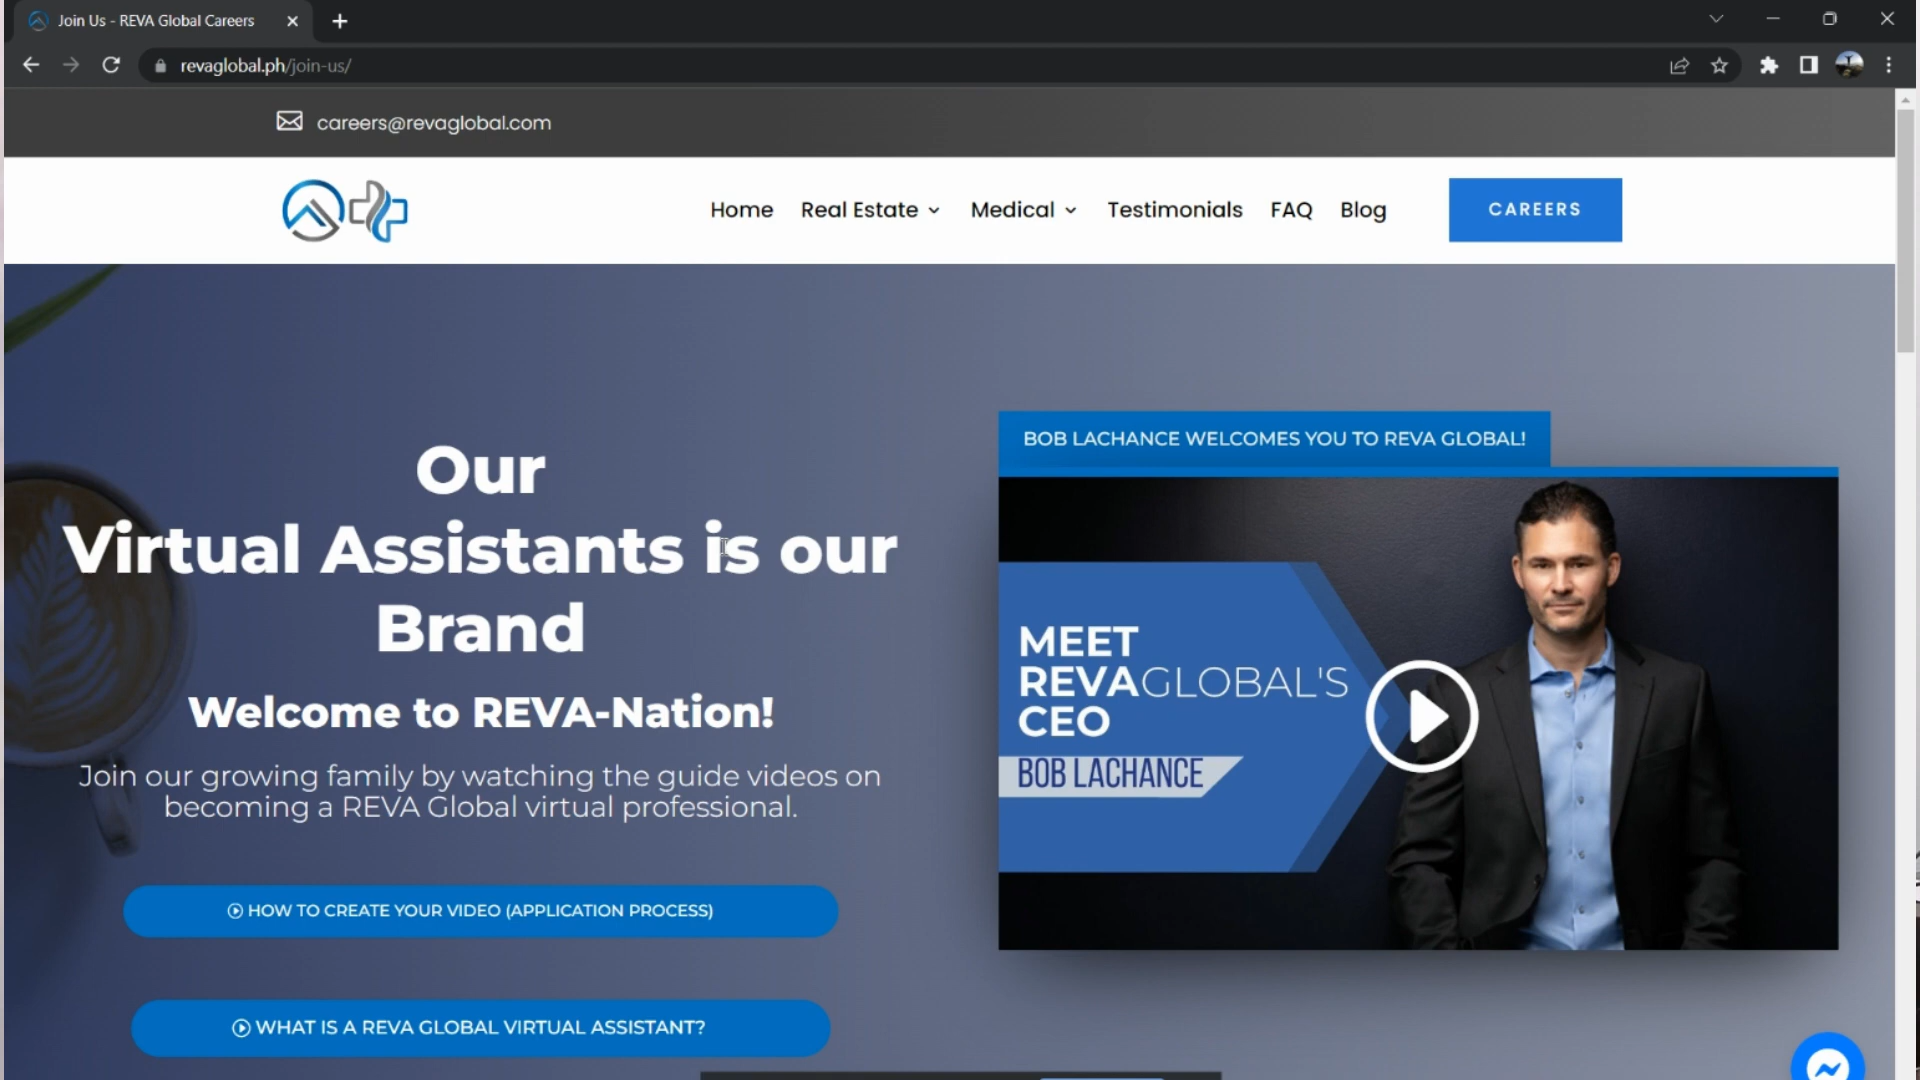 Join Us - REVA Global Careers
revaglobal.ph/join-us/
careers@revaglobal.com
Home Real Estate Medical Testimonials FAQ Blog CAREERS
Our
Virtual Assistants is our
Brand
Welcome to REVA-Nation!
Join our growing family by watching the guide videos on
becoming a REVA Global virtual professional.
HOW TO CREATE YOUR VIDEO (APPLICATION PROCESS)
WHAT IS A REVA GLOBAL VIRTUAL ASSISTANT?
BOB LACHANCE WELCOMES YOU TO REVA GLOBAL!
MEET
REVAGLOBAL'S
CEO
BOB LACHANCE